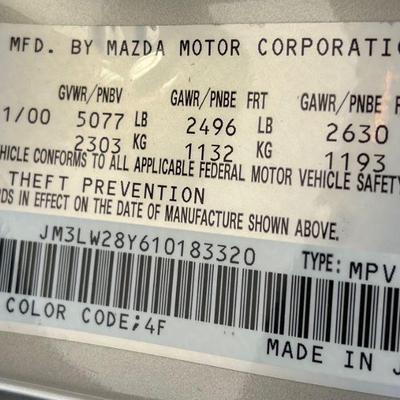 MFD. BY MAZDA MOTOR CORPORATIO
GVWR/PNBV GAWR/PNBE FRT GAWR/PNBE
1/00 5077 LB 2496 LB 2630
2303 KG 1132 KG 1193
HICLE CONFORMS TO ALL APPLICABLE FEDERAL MOTOR VEHICLE SAFETY
THEFT PREVENTION
RDS IN EFFECT ON THE DATE OF MANUFACTURE SHOWN ABOVE.
JM3LW28Y610183320 TYPE: MPV
COLOR CODE;4F
MADE IN J